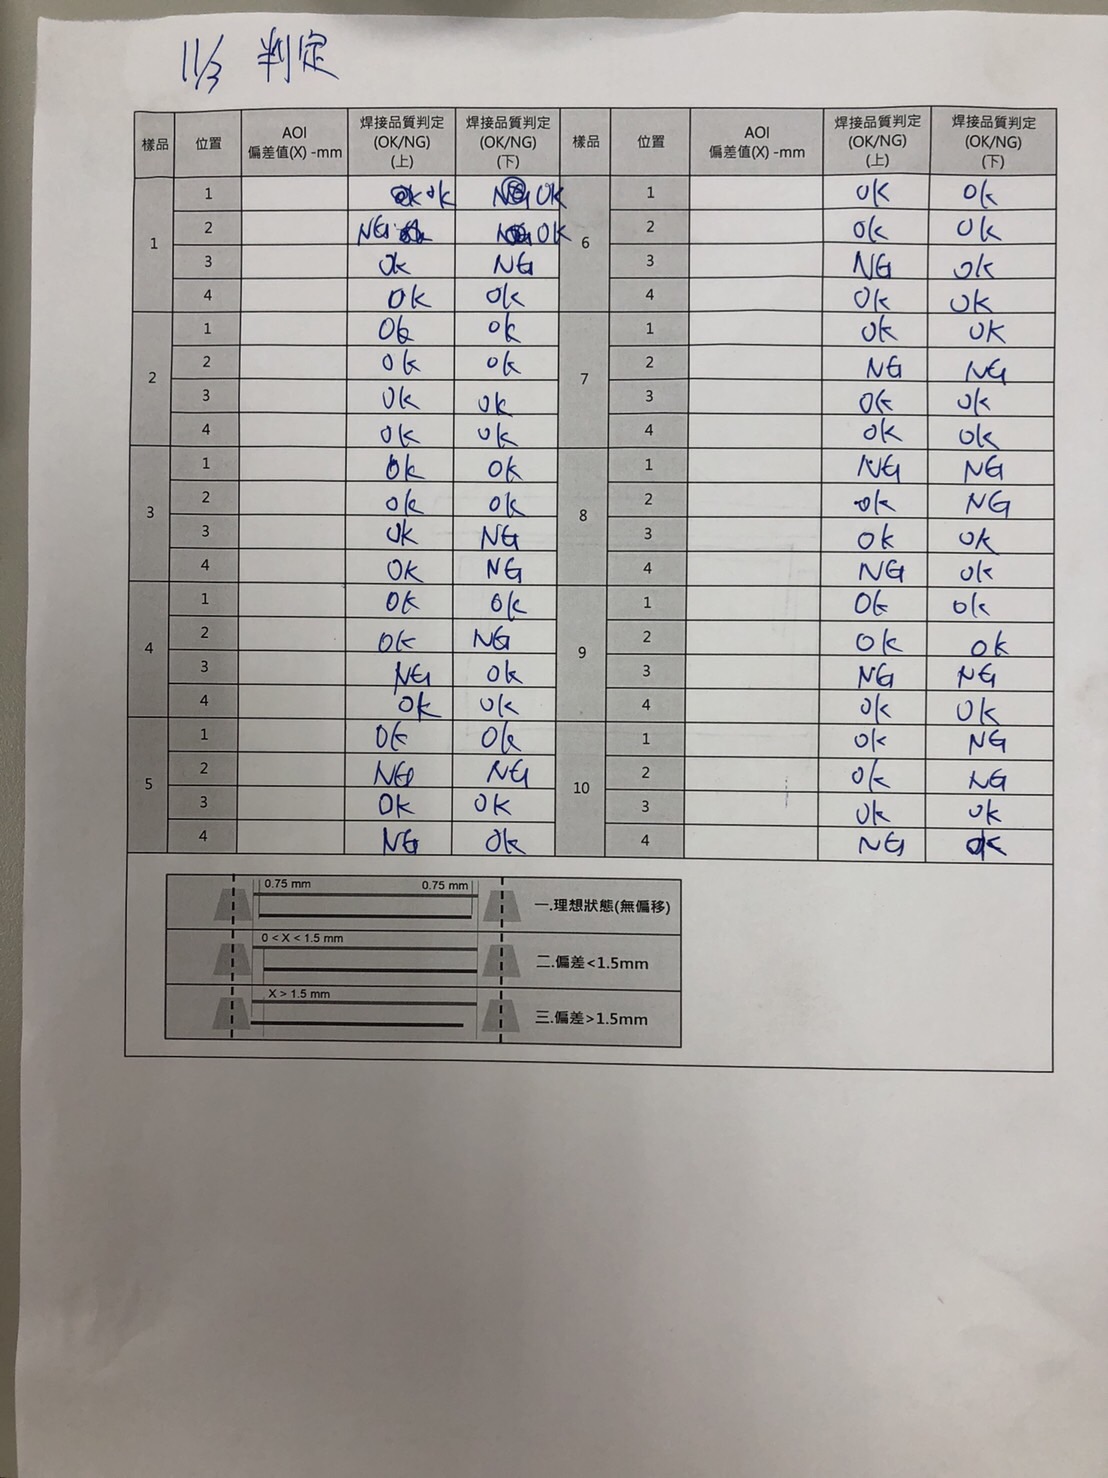 11/3 判定
樣品 位置 AOI 偏差值(X) -mm 焊接品質判定 (OK/NG) (上) 焊接品質判定 (OK/NG) (下) 樣品 位置 AOI 偏差值(X) -mm 焊接品質判定 (OK/NG) (上) 焊接品質判定 (OK/NG) (下)
1 1 OK OK 6 1 OK OK
2 NG OK 2 OK OK
3 OK NG 3 NG OK
4 OK OK 4 OK OK
2 1 OK OK 7 1 OK OK
2 OK OK 2 NG NG
3 OK OK 3 OK OK
4 OK OK 4 OK OK
3 1 OK OK 8 1 NG NG
2 OK OK 2 OK NG
3 OK NG 3 OK OK
4 OK NG 4 NG OK
4 1 OK OK 9 1 OK OK
2 OK NG 2 OK OK
3 NG OK 3 NG NG
4 OK OK 4 OK OK
5 1 OK OK 10 1 OK NG
2 NG NG 2 OK NG
3 OK OK 3 OK OK
4 NG OK 4 NG OK
0.75 mm 0.75 mm 一.理想狀態(無偏移)
0 < X < 1.5 mm 二.偏差<1.5mm
X > 1.5 mm 三.偏差>1.5mm